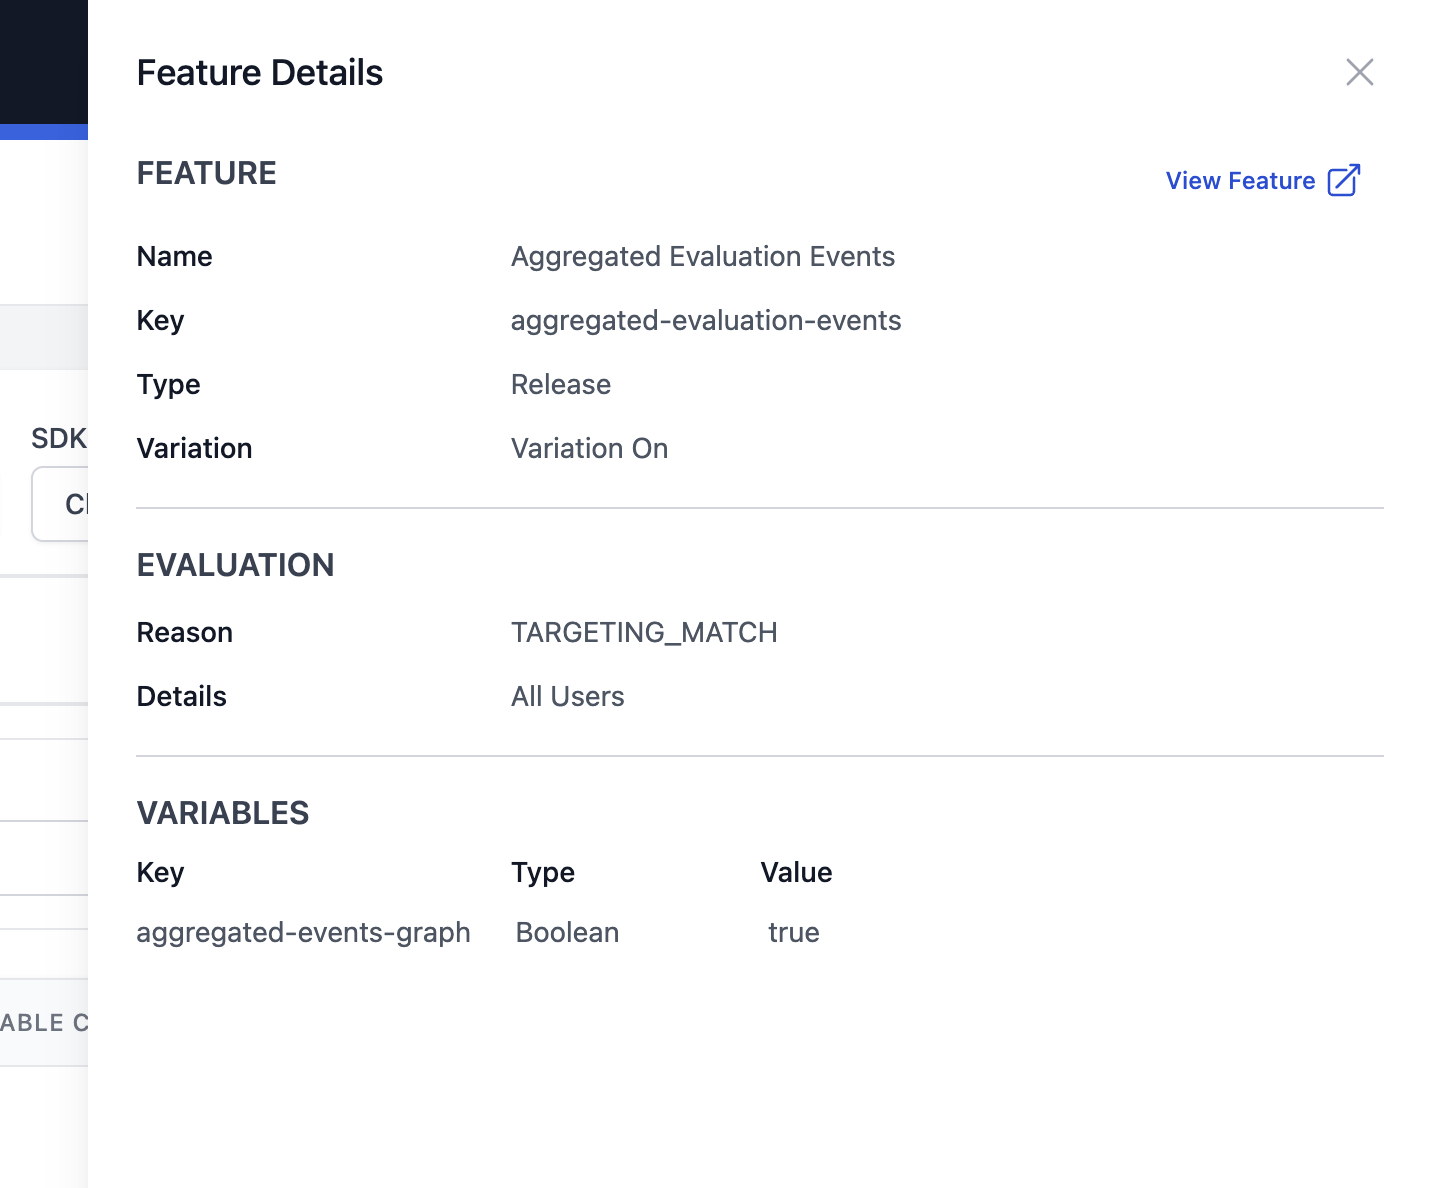 Feature Details
FEATURE
View Feature
Name Aggregated Evaluation Events
Key aggregated-evaluation-events
Type Release
Variation Variation On
SDK
EVALUATION
Reason TARGETING_MATCH
Details All Users
VARIABLES
Key Type Value
aggregated-events-graph Boolean true
ABLE